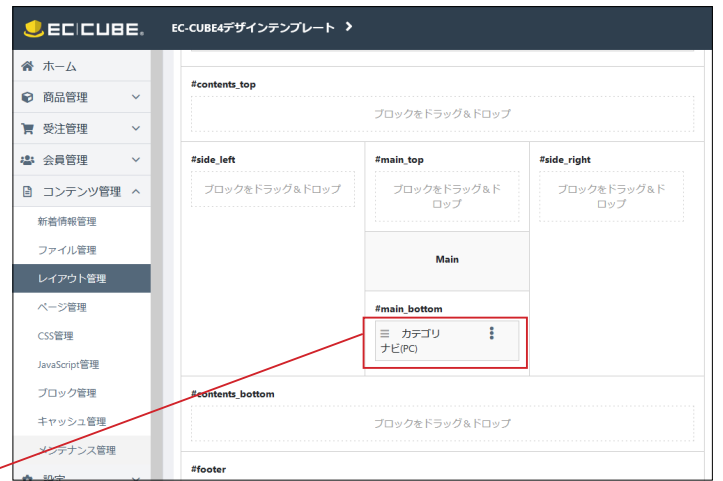 EC CUBE.
EC-CUBE4デザインテンプレート
ホーム
商品管理
受注管理
会員管理
コンテンツ管理
新着情報管理
ファイル管理
レイアウト管理
ページ管理
CSS管理
JavaScript管理
ブロック管理
キャッシュ管理
メンテナンス管理
設定
#contents_top
ブロックをドラッグ&ドロップ
#side_left
ブロックをドラッグ&ドロップ
#main_top
ブロックをドラッグ&ド
ロップ
#side_right
ブロックをドラッグ&ド
ロップ
Main
#main_bottom
カテゴリ
ナビ(PC)
#contents_bottom
ブロックをドラッグ&ドロップ
#footer